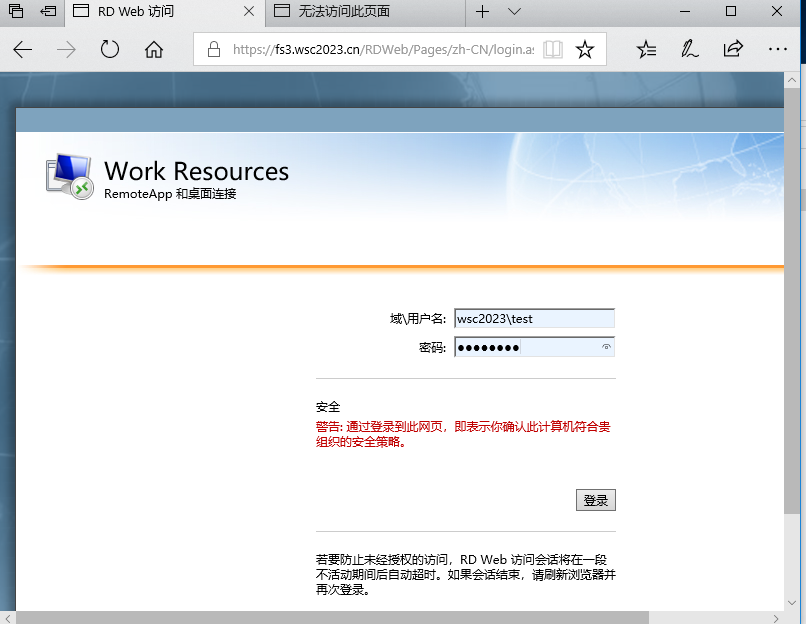 RD Web 访问
无法访问此页面
https://fs3.wsc2023.cn/RDWeb/Pages/zh-CN/login.as
Work Resources
RemoteApp 和桌面连接
域\用户名: wsc2023\test
密码: ●●●●●●●●
安全
警告: 通过登录到此网页，即表示你确认此计算机符合贵
组织的安全策略。
登录
若要防止未经授权的访问，RD Web 访问会话将在一段
不活动期间后自动超时。如果会话结束，请刷新浏览器并
再次登录。